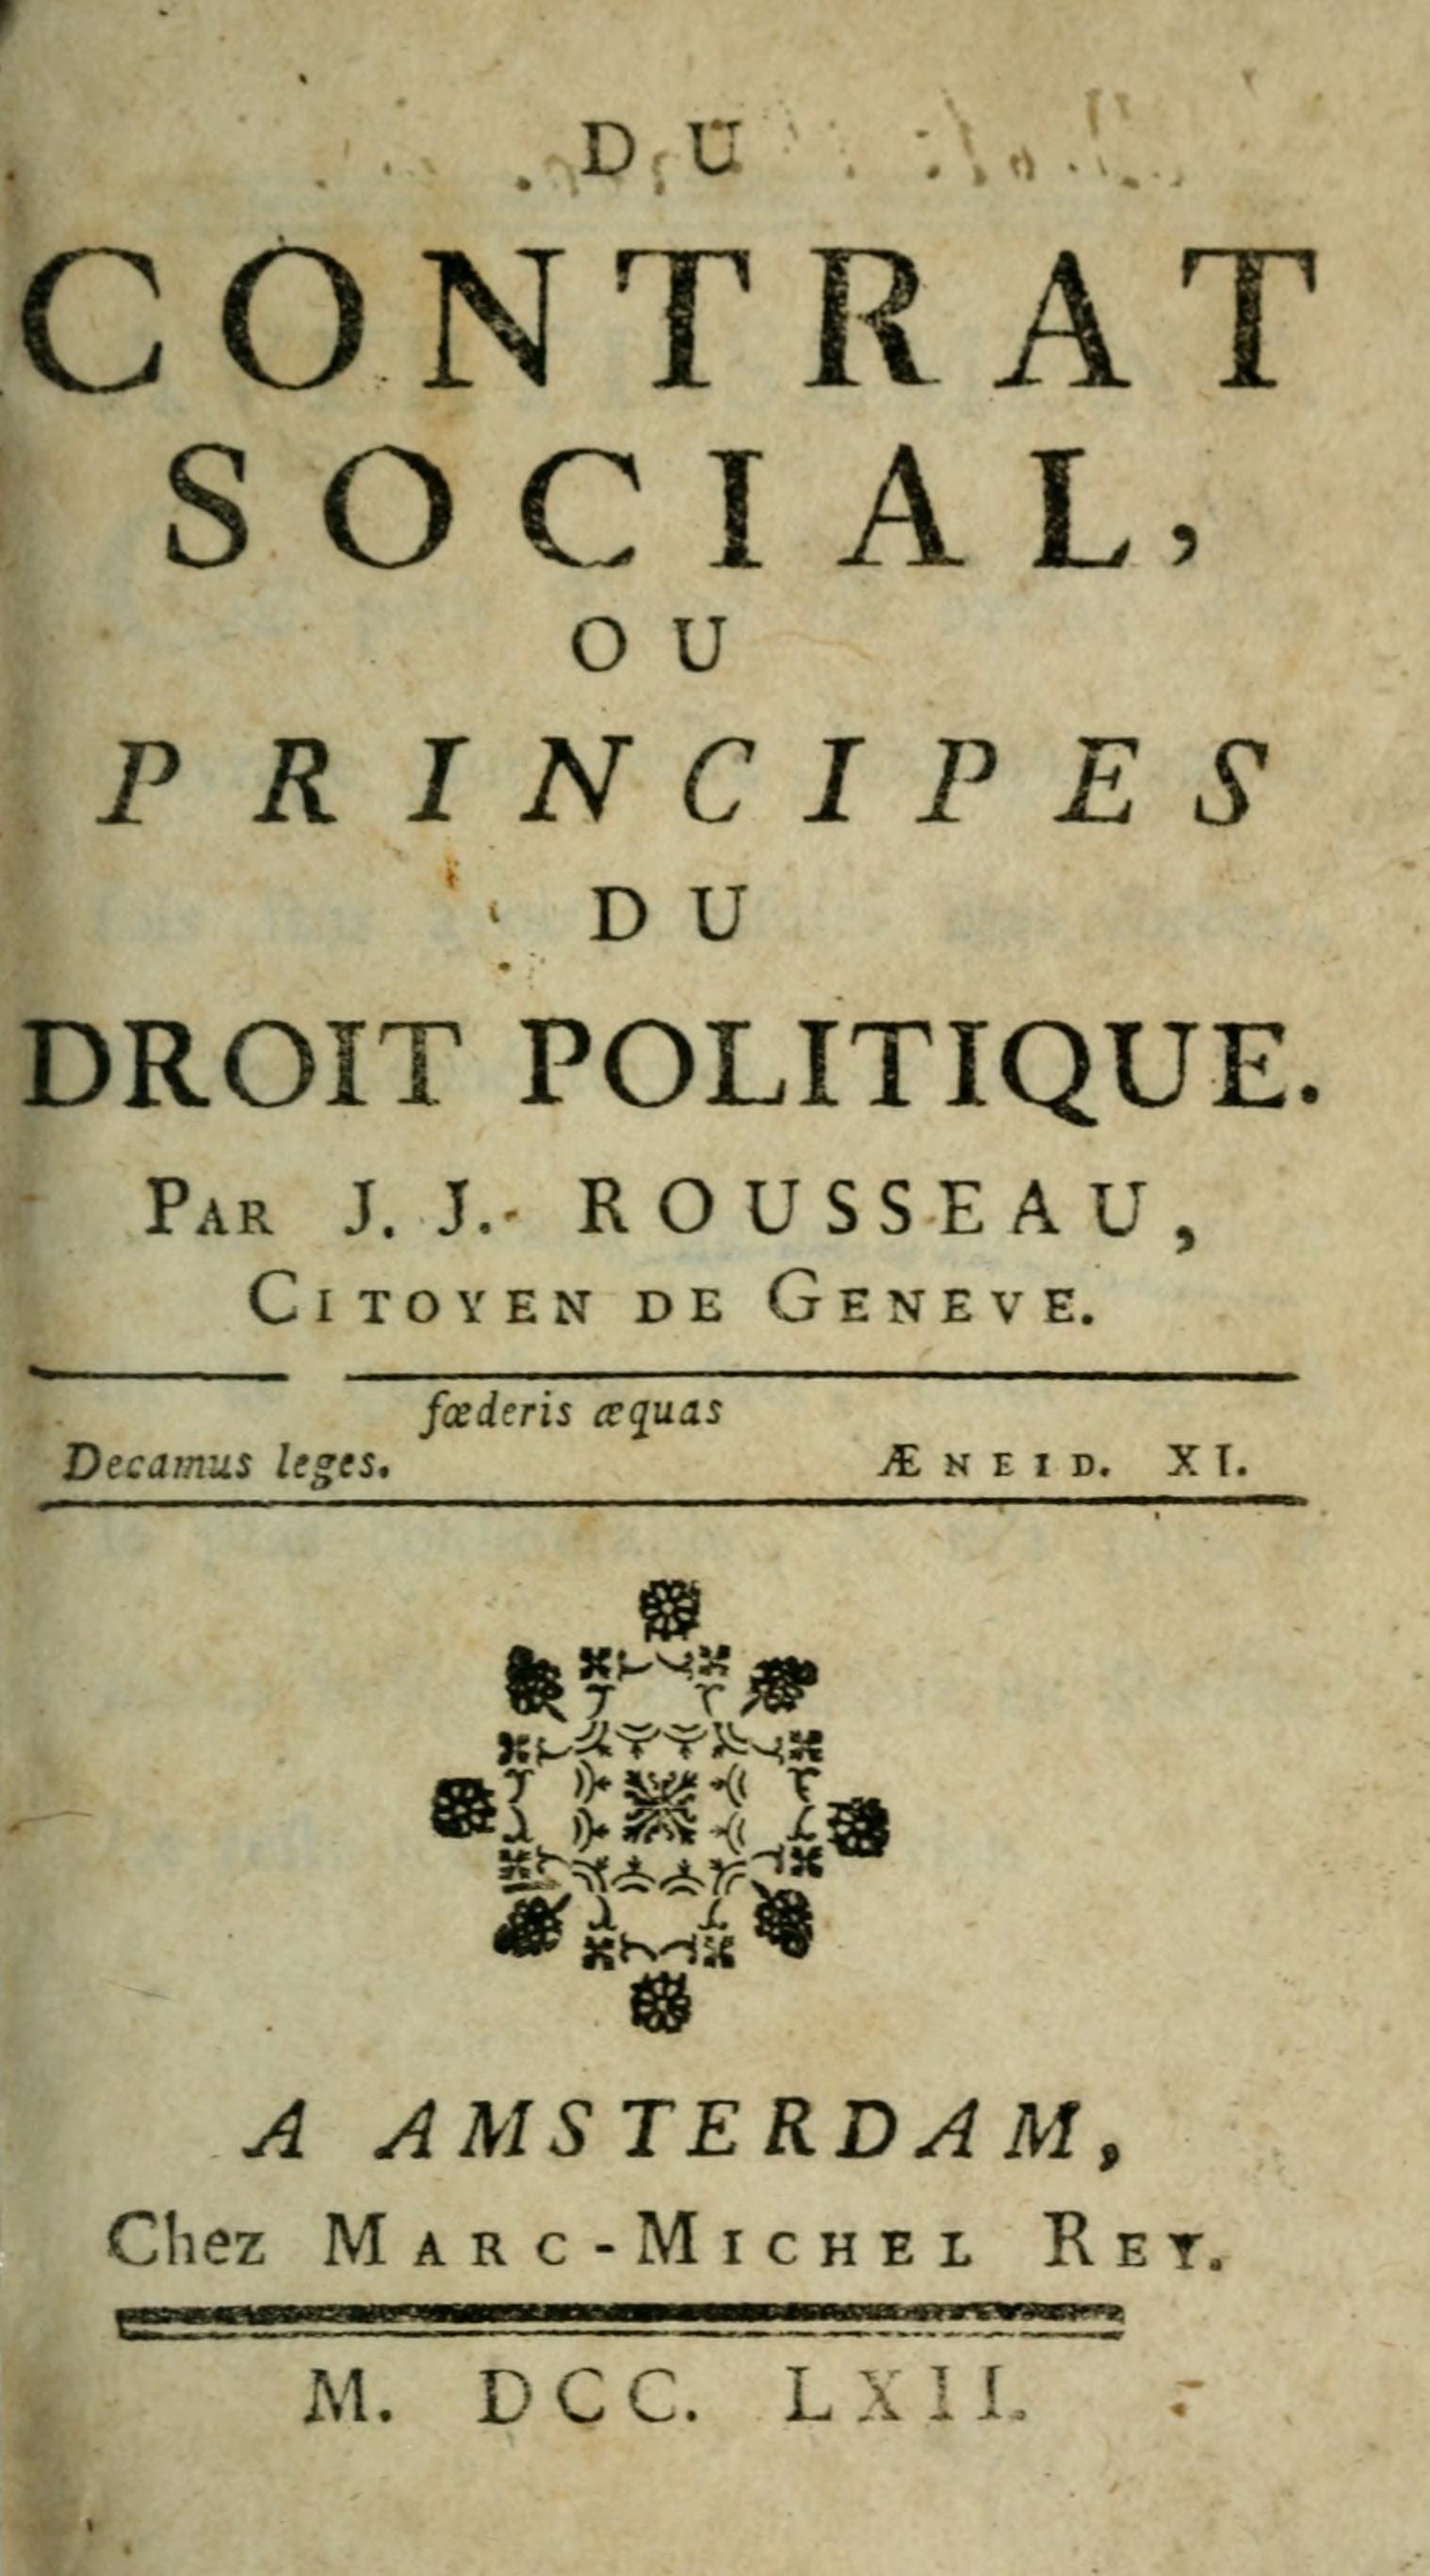 DU
CONTRAT
SOCIAL,
OU
PRINCIPES
DU
DROIT POLITIQUE.
PAR J. J. ROUSSEAU,
CITOYEN DE GENEVE.
fœderis æquas
Decamus leges. ÆNEID. XI.
A AMSTERDAM,
Chez MARC-MICHEL REY.
M. DCC. LXII.